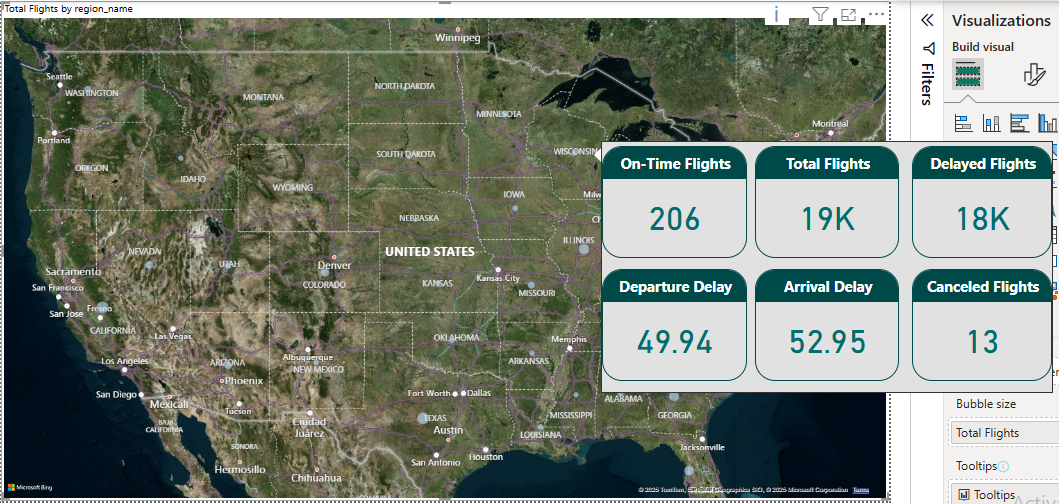 Total Flights by region_name
Visualizations
Build visual
Filters
Winnipeg
Seattle
WASHINGTON
MONTANA
NORTH DAKOTA
MINNESOTA
Montreal
Portland
OREGON
IDAHO
SOUTH DAKOTA
WISCONSIN
WYOMING
IOWA
NEBRASKA
ILLINOIS
UNITED STATES
NEVADA
UTAH
Denver
COLORADO
KANSAS
Kansas City
MISSOURI
Sacramento
San Francisco
San Jose
Fresno
CALIFORNIA
Las Vegas
OKLAHOMA
Memphis
Los Angeles
ARIZONA
Albuquerque
NEW MEXICO
ARKANSAS
Phoenix
San Diego
Mexicali
Tucson
Fort Worth
Dallas
MISSISSIPPI
ALABAMA
GEORGIA
BAJA
CALIFORNIA
Ciudad
Juárez
TEXAS
Austin
LOUISIANA
Jacksonville
SONORA
Hermosillo
Chihuahua
San Antonio
Houston
On-Time Flights
Total Flights
Delayed Flights
206
19K
18K
Departure Delay
Arrival Delay
Canceled Flights
49.94
52.95
13
Bubble size
Total Flights
Tooltips
Tooltips
Microsoft Bing
© 2025 TomTom, © 2025 Microsoft Corporation
Terms